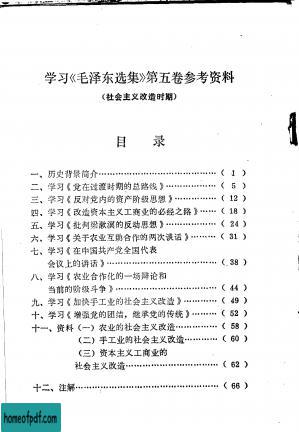 学习《毛泽东选集》第五卷参考资料
（社会主义改造时期）
目 录
一、历史背景简介……………………（ 1 ）
二、学习《党在过渡时期的总路线》……………（ 5 ）
三、学习《反对党内的资产阶级思想》……………（ 12 ）
四、学习《改造资本主义工商业的必经之路》………（ 18 ）
五、学习《批判梁漱溟的反动思想》……………（ 24 ）
六、学习《关于农业互助合作的两次谈话》…………（ 31 ）
七、学习《在中国共产党全国代表
会议上的讲话》……………………（ 38 ）
八、学习《农业合作化的一场辩论和
当前的阶级斗争》……………………（ 44 ）
九、学习《加快手工业的社会主义改造》…………（ 49 ）
十、学习《增强党的团结，继承党的传统》…………（ 52 ）
十一、资料（一）农业的社会主义改造……………（ 58 ）
（二）手工业的社会主义改造…………（ 60 ）
（三）资本主义工商业的
社会主义改造……………………（ 62 ）
十二、注解……………………（ 66 ）
homeofpdf.com
homeofpdf.com